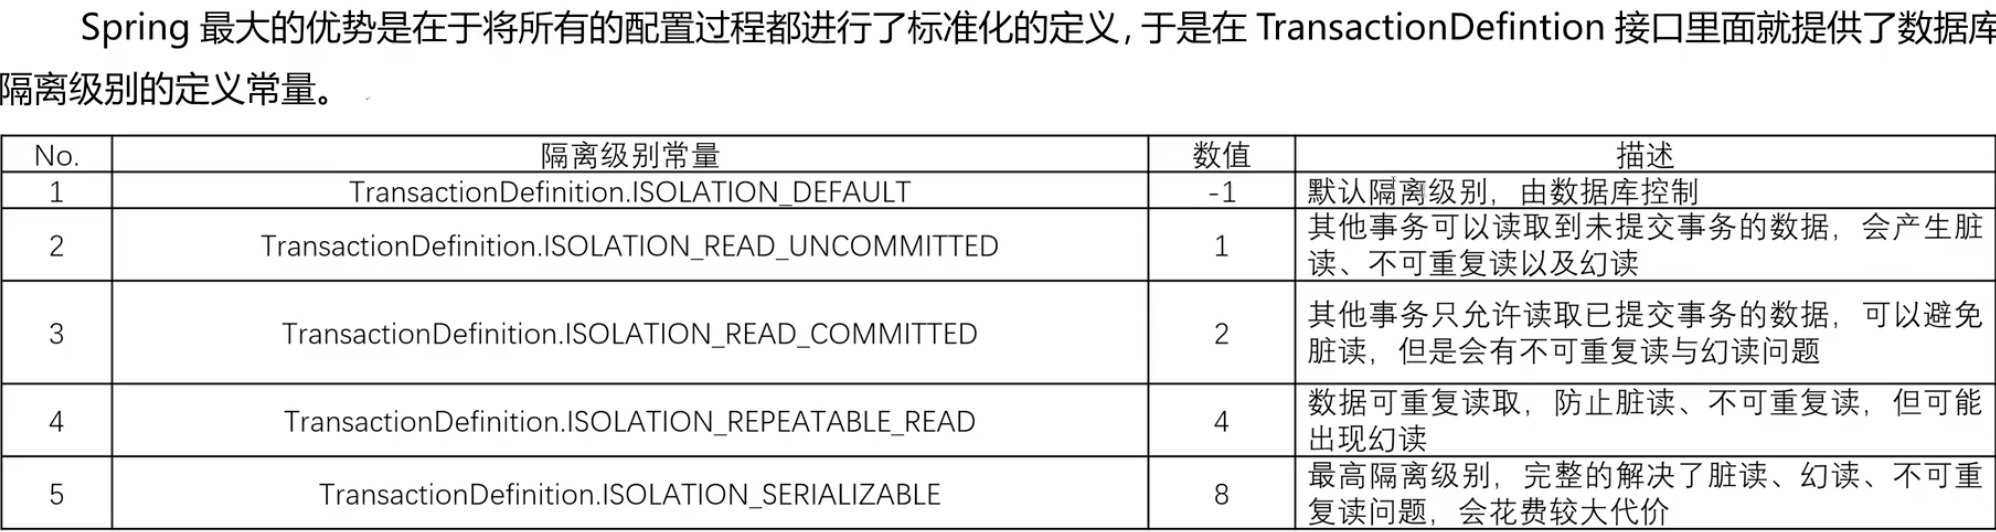 Spring 最大的优势是在于将所有的配置过程都进行了标准化的定义，于是在 TransactionDefintion 接口里面就提供了数据库
隔离级别的定义常量。
No. 隔离级别常量 数值 描述
1 TransactionDefinition.ISOLATION_DEFAULT -1 默认隔离级别，由数据库控制
2 TransactionDefinition.ISOLATION_READ_UNCOMMITTED 1 其他事务可以读取到未提交事务的数据，会产生脏
读、不可重复读以及幻读
3 TransactionDefinition.ISOLATION_READ_COMMITTED 2 其他事务只允许读取已提交事务的数据，可以避免
脏读，但是会有不可重复读与幻读问题
4 TransactionDefinition.ISOLATION_REPEATABLE_READ 4 数据可重复读取，防止脏读、不可重复读，但可能
出现幻读
5 TransactionDefinition.ISOLATION_SERIALIZABLE 8 最高隔离级别，完整的解决了脏读、幻读、不可重
复读问题，会花费较大代价